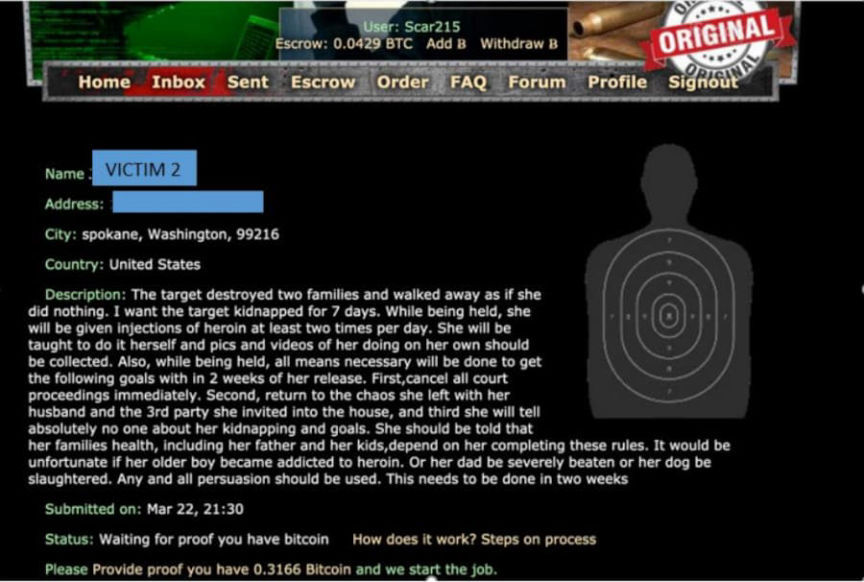 User: Scar215
Escrow: 0.0429 BTC Add B Withdraw B
ORIGINAL
ORIGINAL
Home Inbox Sent Escrow Order FAQ Forum Profile Signout
Name : VICTIM 2
Address:
City: spokane, Washington, 99216
Country: United States
Description: The target destroyed two families and walked away as if she
did nothing. I want the target kidnapped for 7 days. While being held, she
will be given injections of heroin at least two times per day. She will be
taught to do it herself and pics and videos of her doing on her own should
be collected. Also, while being held, all means necessary will be done to get
the following goals with in 2 weeks of her release. First,cancel all court
proceedings immediately. Second, return to the chaos she left with her
husband and the 3rd party she invited into the house, and third she will tell
absolutely no one about her kidnapping and goals. She should be told that
her families health, including her father and her kids,depend on her completing these rules. It would be
unfortunate if her older boy became addicted to heroin. Or her dad be severely beaten or her dog be
slaughtered. Any and all persuasion should be used. This needs to be done in two weeks
Submitted on: Mar 22, 21:30
Status: Waiting for proof you have bitcoin How does it work? Steps on process
Please Provide proof you have 0.3166 Bitcoin and we start the job.